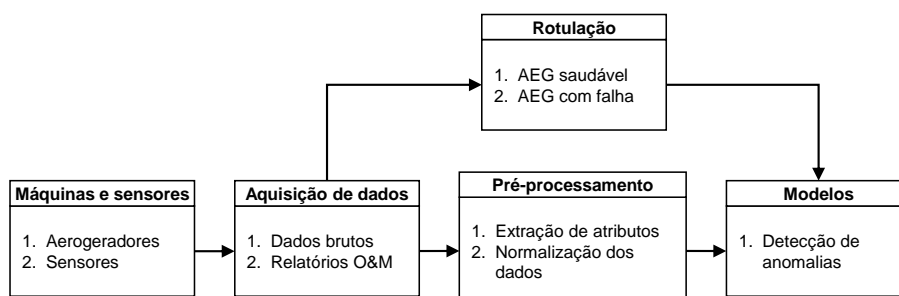 Rotulação
1. AEG saudável
2. AEG com falha
Máquinas e sensores
1. Aerogeradores
2. Sensores
Aquisição de dados
1. Dados brutos
2. Relatórios O&M
Pré-processamento
1. Extração de atributos
2. Normalização dos
dados
Modelos
1. Detecção de
anomalias